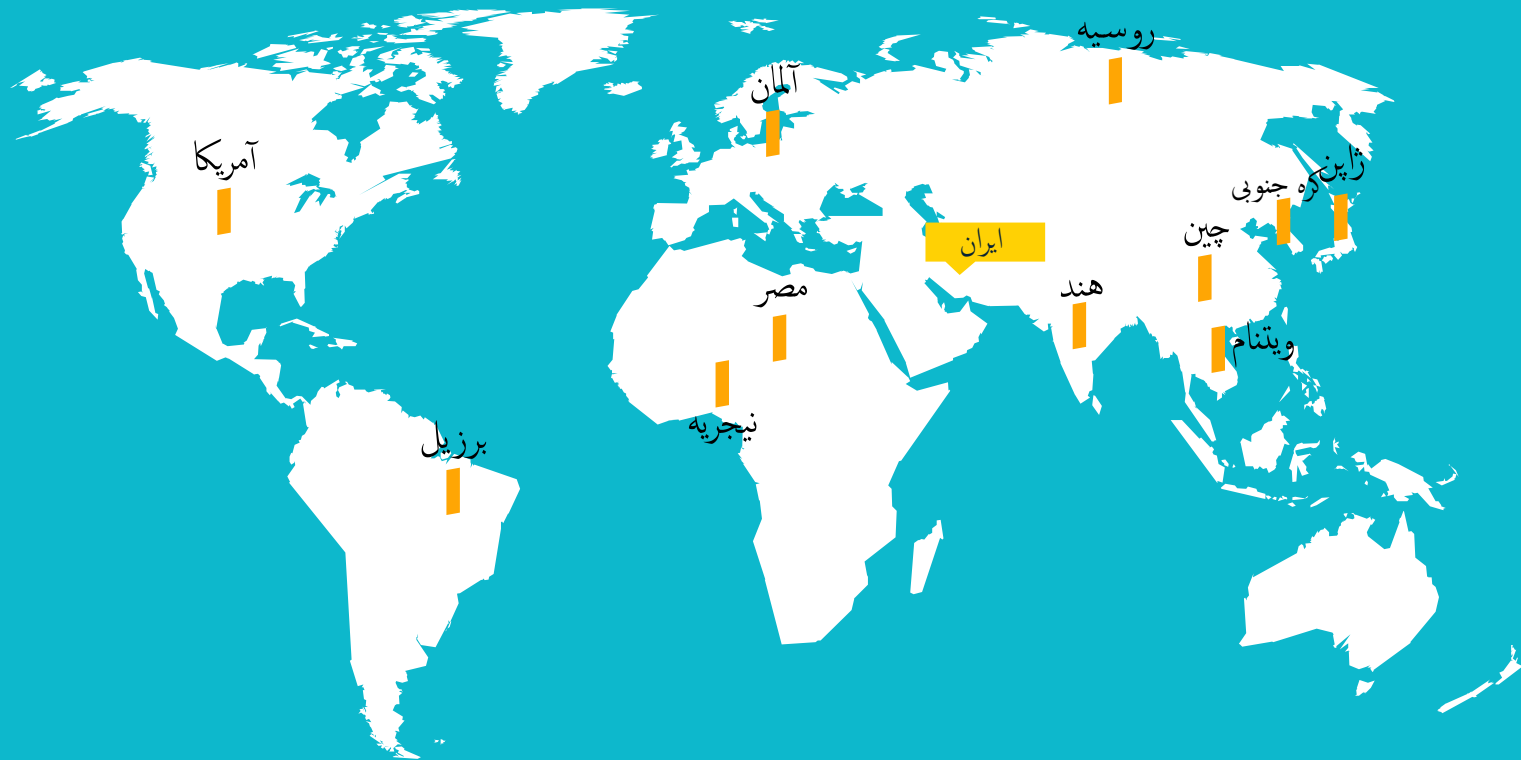 روسیه
آلمان
آمریکا
ژاپن
کره جنوبی
چین
ایران
مصر
هند
ویتنام
نیجریه
برزیل